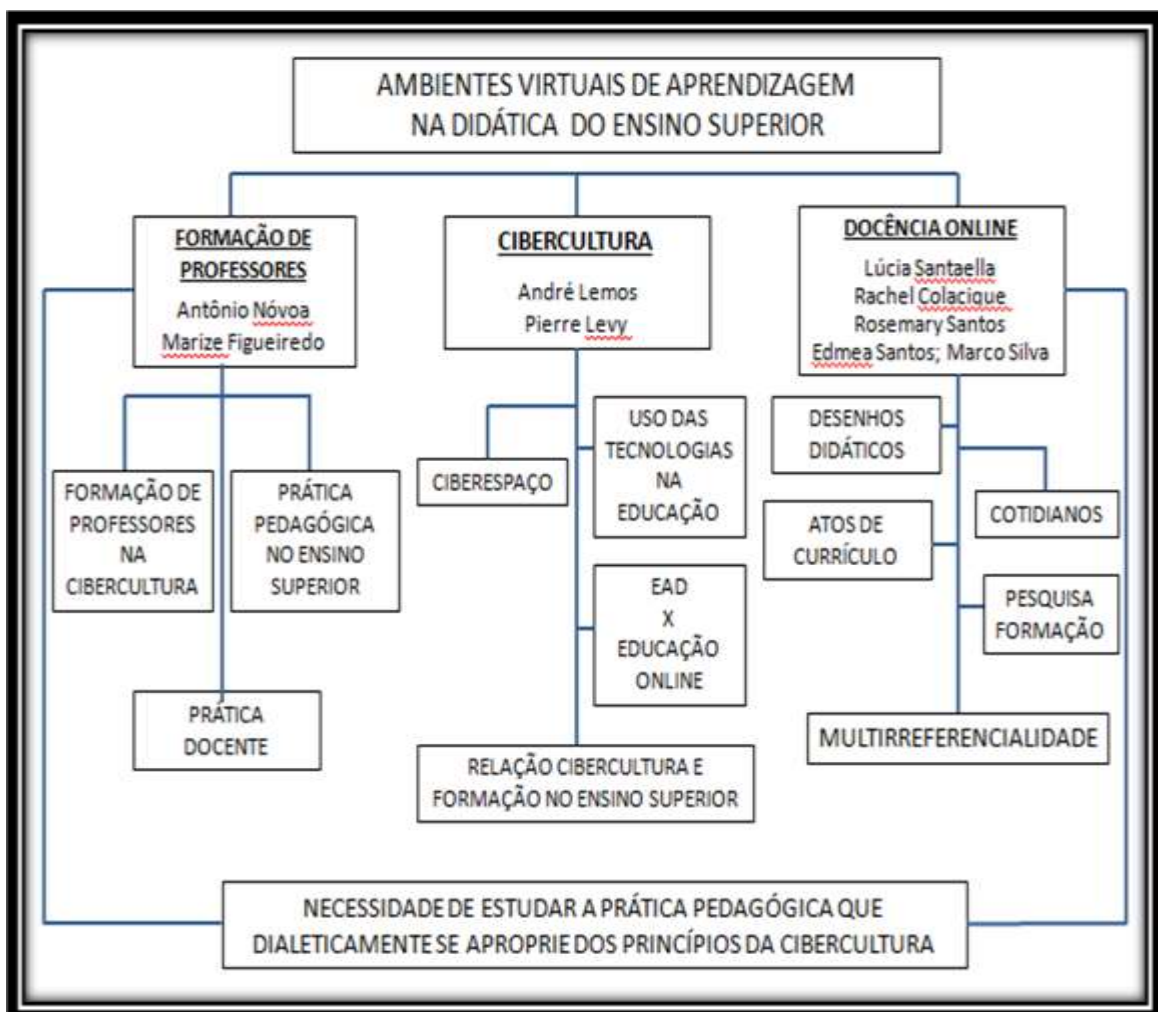 AMBIENTES VIRTUAIS DE APRENDIZAGEM
NA DIDÁTICA DO ENSINO SUPERIOR
FORMAÇÃO DE
PROFESSORES
Antônio Nóvoa
Marize Figueiredo
CIBERCULTURA
André Lemos
Pierre Levy
DOCÊNCIA ONLINE
Lúcia Santaella
Rachel Colacique
Rosemary Santos
Edmea Santos; Marco Silva
FORMAÇÃO DE
PROFESSORES
NA
CIBERCULTURA
PRÁTICA
PEDAGÓGICA
NO ENSINO
SUPERIOR
PRÁTICA
DOCENTE
CIBERESPAÇO
USO DAS
TECNOLOGIAS
NA
EDUCAÇÃO
EAD
X
EDUCAÇÃO
ONLINE
RELAÇÃO CIBERCULTURA E
FORMAÇÃO NO ENSINO SUPERIOR
DESENHOS
DIDÁTICOS
COTIDIANOS
ATOS DE
CURRÍCULO
PESQUISA
FORMAÇÃO
MULTIRREFERENCIALIDADE
NECESSIDADE DE ESTUDAR A PRÁTICA PEDAGÓGICA QUE
DIALETICAMENTE SE APROPRIE DOS PRINCÍPIOS DA CIBERCULTURA